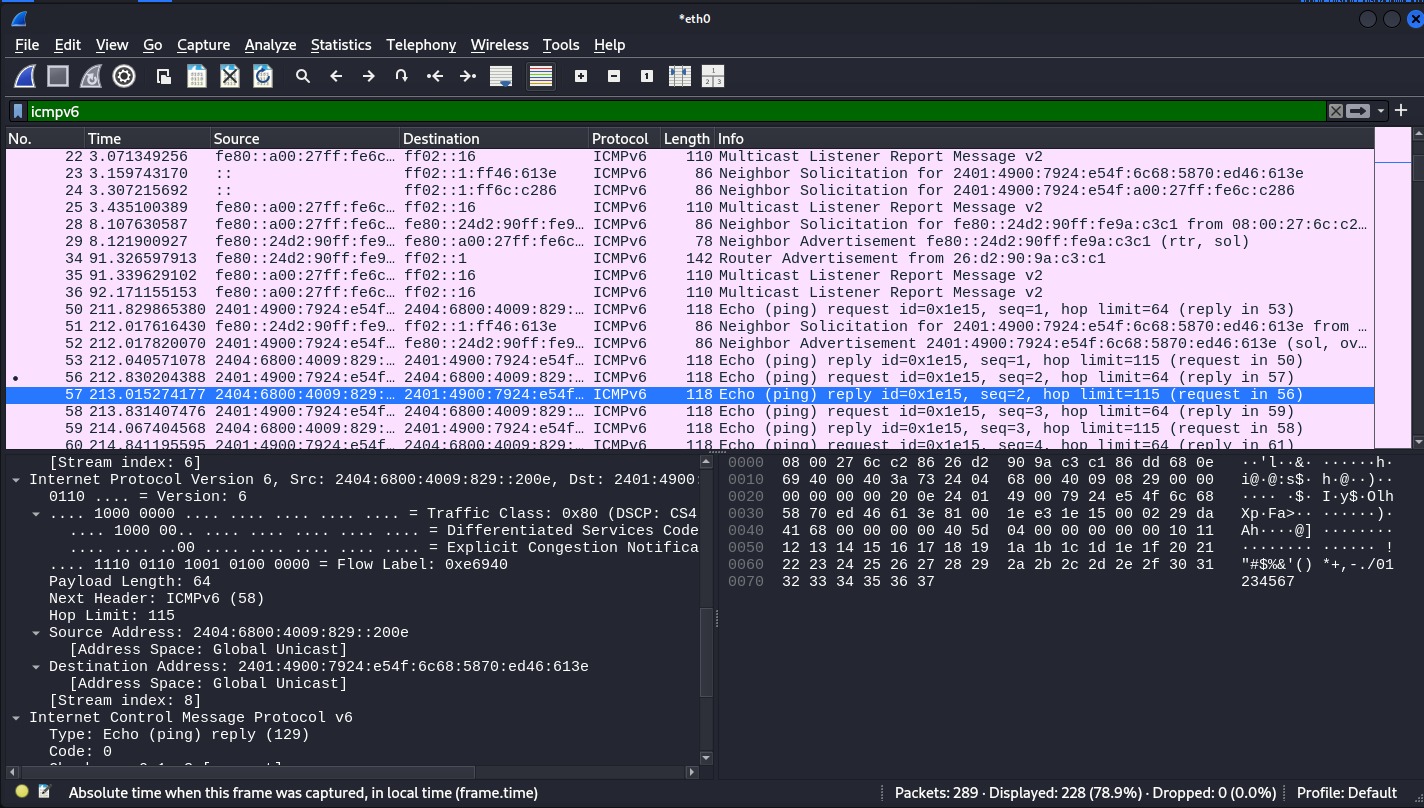 *eth0
File Edit View Go Capture Analyze Statistics Telephony Wireless Tools Help
icmpv6
No. Time Source Destination Protocol Length Info
22 3.071349256 fe80::a00:27ff:fe6c… ff02::16 ICMPv6 110 Multicast Listener Report Message v2
23 3.159743170 :: ff02::1:ff46:613e ICMPv6 86 Neighbor Solicitation for 2401:4900:7924:e54f:6c68:5870:ed46:613e
24 3.307215692 :: ff02::1:ff6c:c286 ICMPv6 86 Neighbor Solicitation for 2401:4900:7924:e54f:a00:27ff:fe6c:c286
25 3.435100389 fe80::a00:27ff:fe6c… ff02::16 ICMPv6 110 Multicast Listener Report Message v2
28 8.107630587 fe80::a00:27ff:fe6c… fe80::24d2:90ff:fe9… ICMPv6 86 Neighbor Solicitation for fe80::24d2:90ff:fe9a:c3c1 from 08:00:27:6c:c2…
29 8.121900927 fe80::24d2:90ff:fe9… fe80::a00:27ff:fe6c… ICMPv6 78 Neighbor Advertisement fe80::24d2:90ff:fe9a:c3c1 (rtr, sol)
34 91.326597913 fe80::24d2:90ff:fe9… ff02::1 ICMPv6 142 Router Advertisement from 26:d2:90:9a:c3:c1
35 91.339629102 fe80::a00:27ff:fe6c… ff02::16 ICMPv6 110 Multicast Listener Report Message v2
36 92.171155153 fe80::a00:27ff:fe6c… ff02::16 ICMPv6 110 Multicast Listener Report Message v2
50 211.829865380 2401:4900:7924:e54f… 2404:6800:4009:829:… ICMPv6 118 Echo (ping) request id=0x1e15, seq=1, hop limit=64 (reply in 53)
51 212.017616430 fe80::24d2:90ff:fe9… ff02::1:ff46:613e ICMPv6 86 Neighbor Solicitation for 2401:4900:7924:e54f:6c68:5870:ed46:613e from …
52 212.017820070 2401:4900:7924:e54f… fe80::24d2:90ff:fe9… ICMPv6 86 Neighbor Advertisement 2401:4900:7924:e54f:6c68:5870:ed46:613e (sol, ov…
53 212.040571078 2404:6800:4009:829:… 2401:4900:7924:e54f… ICMPv6 118 Echo (ping) reply id=0x1e15, seq=1, hop limit=115 (request in 50)
56 212.830204388 2401:4900:7924:e54f… 2404:6800:4009:829:… ICMPv6 118 Echo (ping) request id=0x1e15, seq=2, hop limit=64 (reply in 57)
57 213.015274177 2404:6800:4009:829:… 2401:4900:7924:e54f… ICMPv6 118 Echo (ping) reply id=0x1e15, seq=2, hop limit=115 (request in 56)
58 213.831407476 2401:4900:7924:e54f… 2404:6800:4009:829:… ICMPv6 118 Echo (ping) request id=0x1e15, seq=3, hop limit=64 (reply in 59)
59 214.067404568 2404:6800:4009:829:… 2401:4900:7924:e54f… ICMPv6 118 Echo (ping) reply id=0x1e15, seq=3, hop limit=115 (request in 58)
60 214.841195595 2401:4900:7924:e54f… 2404:6800:4009:829:… ICMPv6 118 Echo (ping) request id=0x1e15, seq=4, hop limit=64 (reply in 61)
[Stream index: 6]
Internet Protocol Version 6, Src: 2404:6800:4009:829::200e, Dst: 2401:4900
0110 .... = Version: 6
.... 1000 0000 .... .... .... .... .... = Traffic Class: 0x80 (DSCP: CS4
.... 1000 00.. .... .... .... .... .... = Differentiated Services Code
.... .... ..00 .... .... .... .... .... = Explicit Congestion Notifica
.... 1110 0110 1001 0100 0000 = Flow Label: 0xe6940
Payload Length: 64
Next Header: ICMPv6 (58)
Hop Limit: 115
Source Address: 2404:6800:4009:829::200e
[Address Space: Global Unicast]
Destination Address: 2401:4900:7924:e54f:6c68:5870:ed46:613e
[Address Space: Global Unicast]
[Stream index: 8]
Internet Control Message Protocol v6
Type: Echo (ping) reply (129)
Code: 0
0000 08 00 27 6c c2 86 26 d2 90 9a c3 c1 86 dd 68 0e ··'l··&· ······h·
0010 69 40 00 40 3a 73 24 04 68 00 40 09 08 29 00 00 i@·@:s$· h·@··)··
0020 00 00 00 00 20 0e 24 01 49 00 79 24 e5 4f 6c 68 ···· ·$· I·y$·Olh
0030 58 70 ed 46 61 3e 81 00 1e e3 1e 15 00 02 29 da Xp·Fa>·· ······)·
0040 41 68 00 00 00 00 40 5d 04 00 00 00 00 00 10 11 Ah····@] ········
0050 12 13 14 15 16 17 18 19 1a 1b 1c 1d 1e 1f 20 21 ········ ······ !
0060 22 23 24 25 26 27 28 29 2a 2b 2c 2d 2e 2f 30 31 "#$%&'() *+,-./01
0070 32 33 34 35 36 37 234567
Absolute time when this frame was captured, in local time (frame.time)
Packets: 289 · Displayed: 228 (78.9%) · Dropped: 0 (0.0%)
Profile: Default